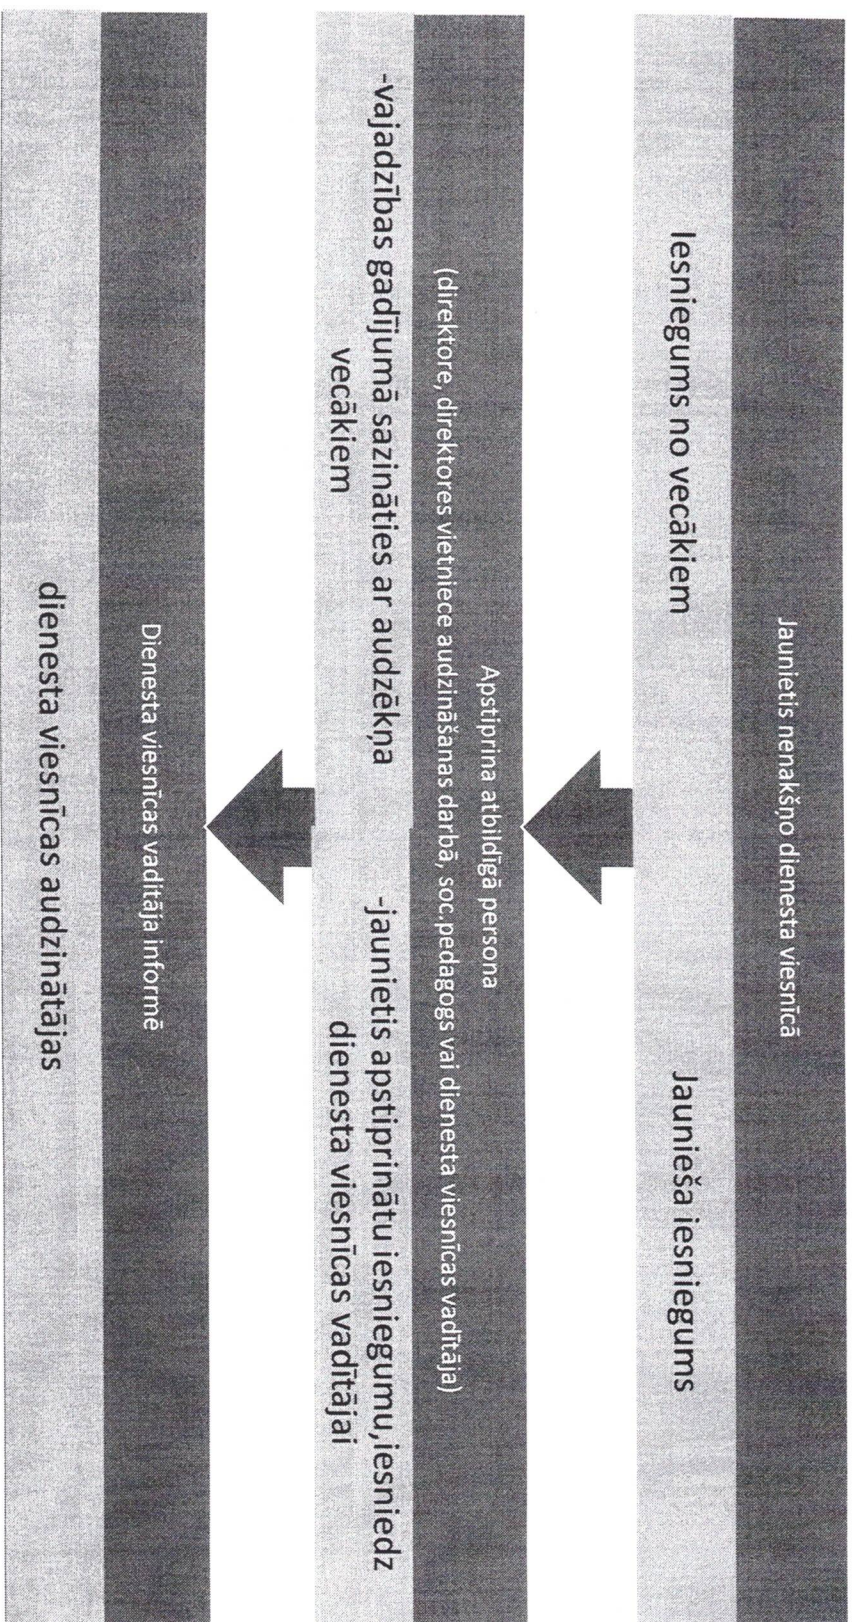 Jaunietis nenakšņo dienesta viesnīcā
Iesniegums no vecākiem
Jaunieša iesniegums
Apstiprina atbildīgā persona
(direktore, direktores vietniece audzināšanas darbā, soc.pedagogs vai dienesta viesnīcas vadītāja)
-vajadzības gadījumā sazināties ar audzēkņa
vecākiem
-jaunietis apstiprinātu iesniegumu,iesniedz
dienesta viesnīcas vadītājai
Dienesta viesnīcas vadītāja informē
dienesta viesnīcas audzinātājas